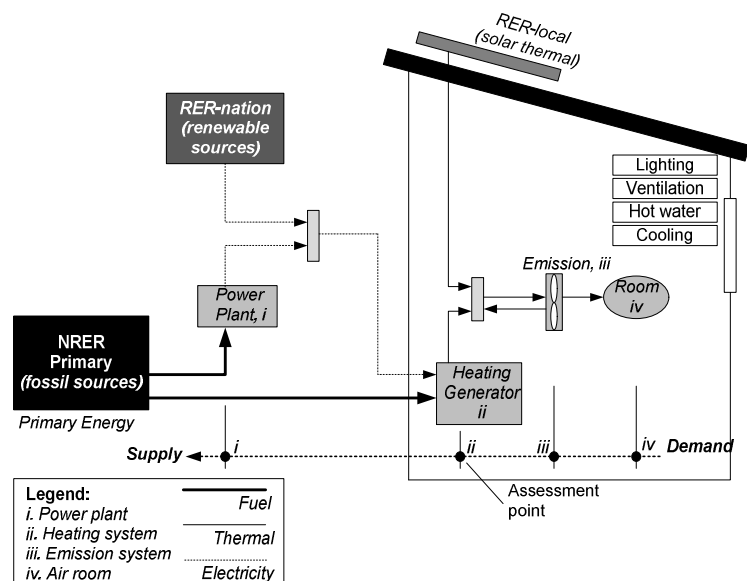 RER-local
(solar thermal)
RER-nation
(renewable
sources)
Lighting
Ventilation
Hot water
Cooling
Emission, iii
Room
iv
Power
Plant, i
NRER
Primary
(fossil sources)
Primary Energy
Heating
Generator
ii
Supply
i
ii
iii
iv
Demand
Assessment
point
Legend:
i. Power plant
ii. Heating system
iii. Emission system
iv. Air room
Fuel
Thermal
Electricity